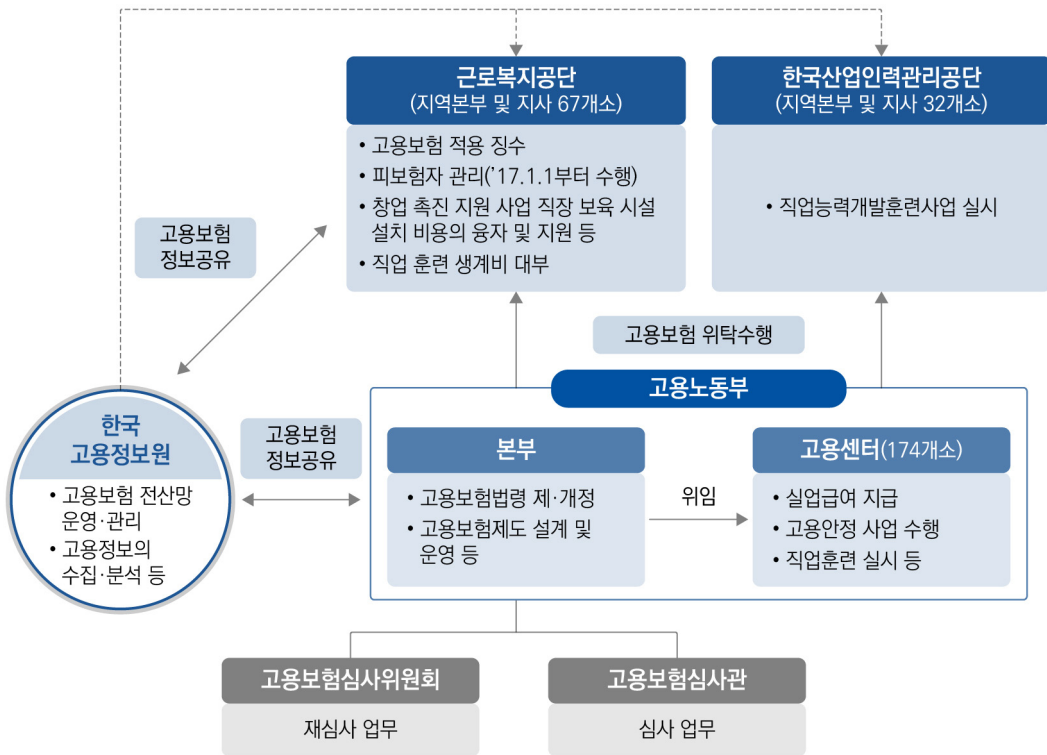 근로복지공단
(지역본부 및 지사 67개소)
• 고용보험 적용 징수
• 피보험자 관리('17.1.1부터 수행)
• 창업 촉진 지원 사업 직장 보육 시설
설치 비용의 융자 및 지원 등
• 직업 훈련 생계비 대부
한국산업인력관리공단
(지역본부 및 지사 32개소)
• 직업능력개발훈련사업 실시
고용보험
정보공유
고용보험 위탁수행
고용노동부
한국
고용정보원
• 고용보험 전산망
운영·관리
• 고용정보의
수집·분석 등
고용보험
정보공유
본부
• 고용보험법령 제·개정
• 고용보험제도 설계 및
운영 등
위임
고용센터(174개소)
• 실업급여 지급
• 고용안정 사업 수행
• 직업훈련 실시 등
고용보험심사위원회
재심사 업무
고용보험심사관
심사 업무